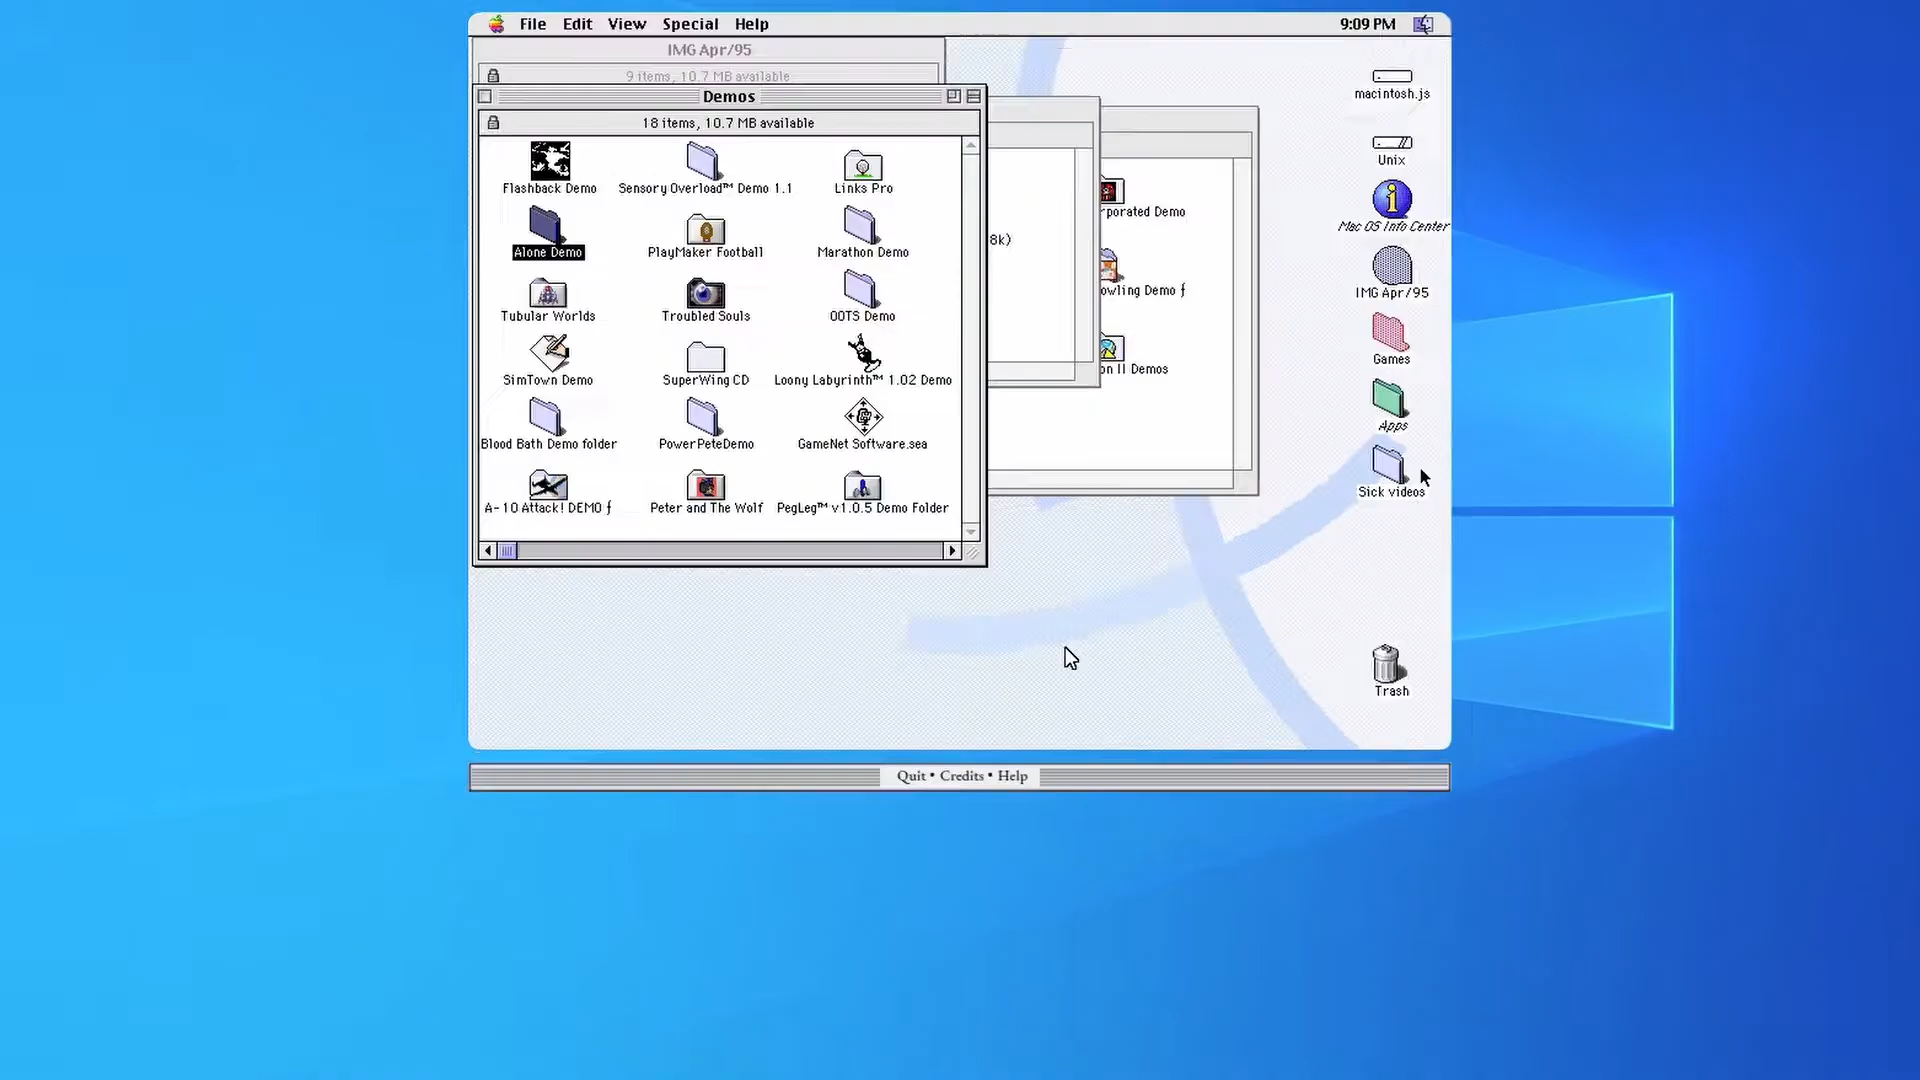 File Edit View Special Help
9:09 PM
IMG Apr/95
9 items, 10.7 MB available
Demos
18 items, 10.7 MB available
Flashback Demo
Sensory Overload™ Demo 1.1
Links Pro
Alone Demo
PlayMaker Football
Marathon Demo
Tubular Worlds
Troubled Souls
OOTS Demo
SimTown Demo
SuperWing CD
Loony Labyrinth™ 1.02 Demo
Blood Bath Demo folder
PowerPeteDemo
GameNet Software.sea
A-10 Attack! DEMO ƒ
Peter and The Wolf
PegLeg™ v1.0.5 Demo Folder
8k)
rporated Demo
owling Demo ƒ
on II Demos
macintosh.js
Unix
Mac OS Info Center
IMG Apr/95
Games
Apps
Sick videos
Trash
Quit • Credits • Help